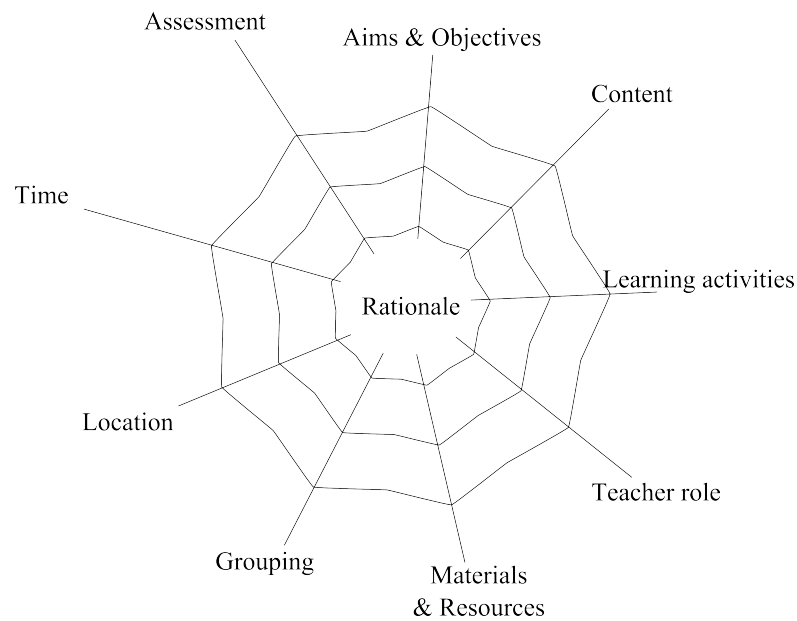 Assessment
Aims & Objectives
Content
Time
Learning activities
Rationale
Location
Teacher role
Grouping
Materials
& Resources